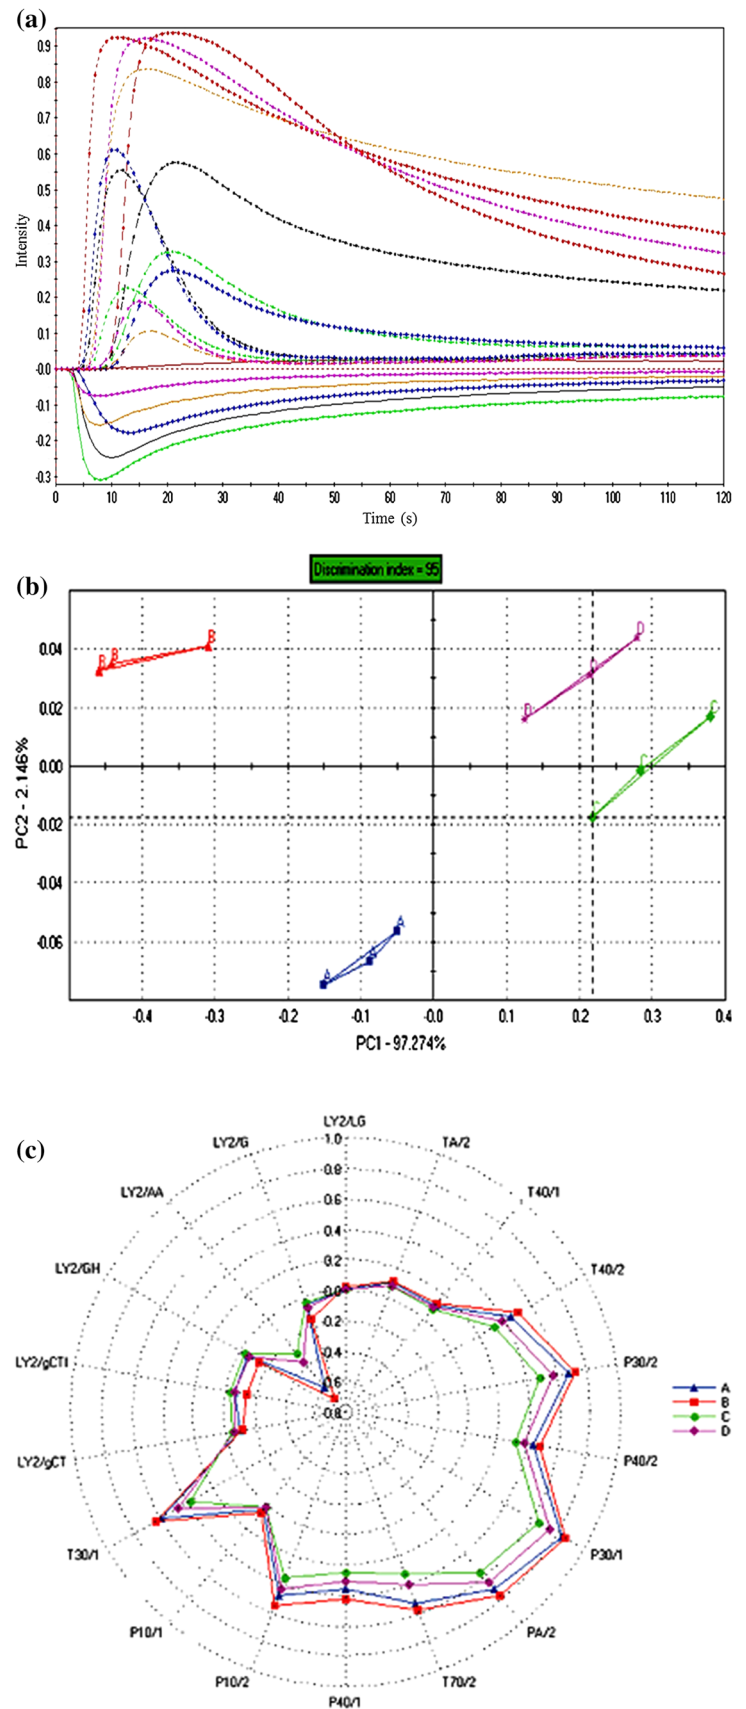 (a)
0.9
0.8
0.7
0.6
0.5
0.4
0.3
0.2
0.1
-0.0
-0.1
-0.2
-0.3
Intensity
0 10 20 30 40 50 60 70 80 90 100 110 120
Time (s)
(b)
Discrimination index = 95
0.04
0.02
0.00
-0.02
-0.04
-0.06
PC2 - 2.146%
B B B
D D D
C C C
A A A
-0.4 -0.3 -0.2 -0.1 -0.0 0.1 0.2 0.3 0.4
PC1 - 97.274%
(c)
LY2/LG
TA/2
T40/1
T40/2
P30/2
P40/2
P30/1
PA/2
T70/2
P40/1
P10/2
P10/1
T30/1
LY2/gCT
LY2/gCTl
LY2/GH
LY2/AA
LY2/G
1.0
0.8
0.6
0.4
0.2
0.0
-0.2
-0.4
-0.6
-0.8
A
B
C
D